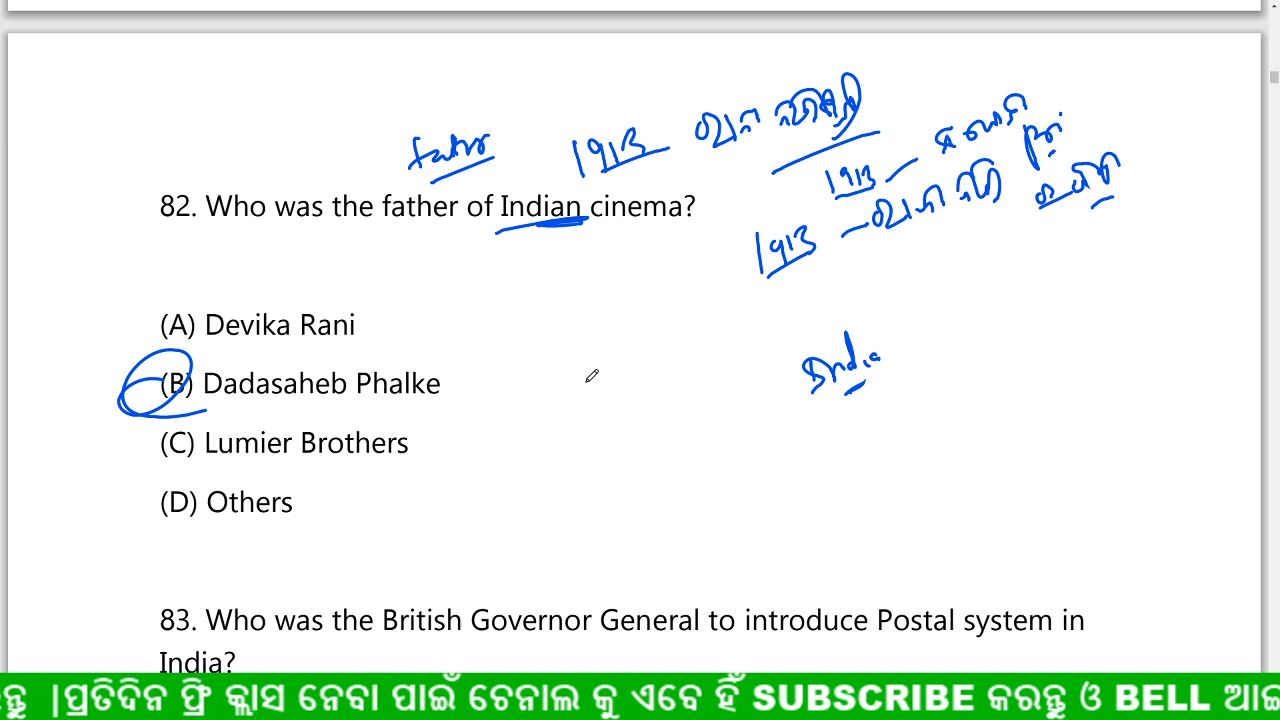 father
1913
1913
82. Who was the father of Indian cinema?
1913
(A) Devika Rani
India
(B) Dadasaheb Phalke
(C) Lumier Brothers
(D) Others
83. Who was the British Governor General to introduce Postal system in
India?
ପ୍ରତିଦିନ ଫ୍ରି କ୍ଲାସ ନେବା ପାଇଁ ଚେନାଲ କୁ ଏବେ ହିଁ SUBSCRIBE କରନ୍ତୁ ଓ BELL